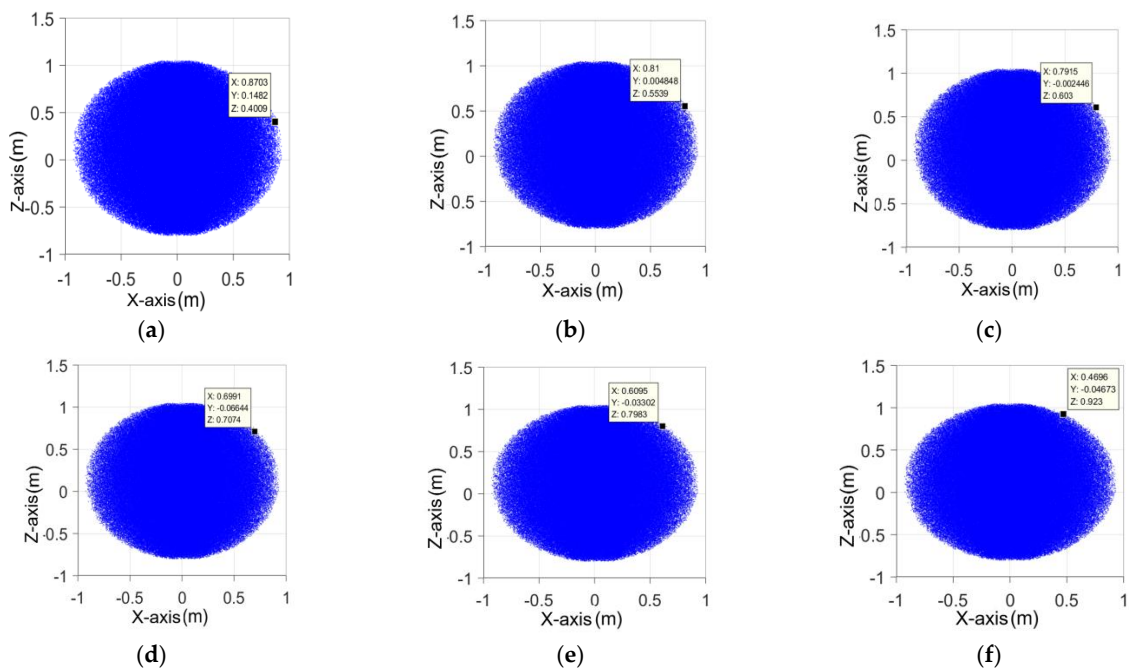 1.5
1
0.5
0
-0.5
-1
Z-axis(m)
X: 0.8703
Y: 0.1482
Z: 0.4009
-1 -0.5 0 0.5 1
X-axis(m)
(a)
1.5
1
0.5
0
-0.5
-1
Z-axis(m)
X: 0.81
Y: 0.004848
Z: 0.5539
-1 -0.5 0 0.5 1
X-axis(m)
(b)
1.5
1
0.5
0
-0.5
-1
Z-axis(m)
X: 0.7915
Y: -0.002446
Z: 0.603
-1 -0.5 0 0.5 1
X-axis(m)
(c)
1.5
1
0.5
0
-0.5
-1
Z-axis(m)
X: 0.6991
Y: -0.06644
Z: 0.7074
-1 -0.5 0 0.5 1
X-axis(m)
(d)
1.5
1
0.5
0
-0.5
-1
Z-axis(m)
X: 0.6095
Y: -0.03302
Z: 0.7983
-1 -0.5 0 0.5 1
X-axis(m)
(e)
1.5
1
0.5
0
-0.5
-1
Z-axis(m)
X: 0.4696
Y: -0.04673
Z: 0.923
-1 -0.5 0 0.5 1
X-axis(m)
(f)